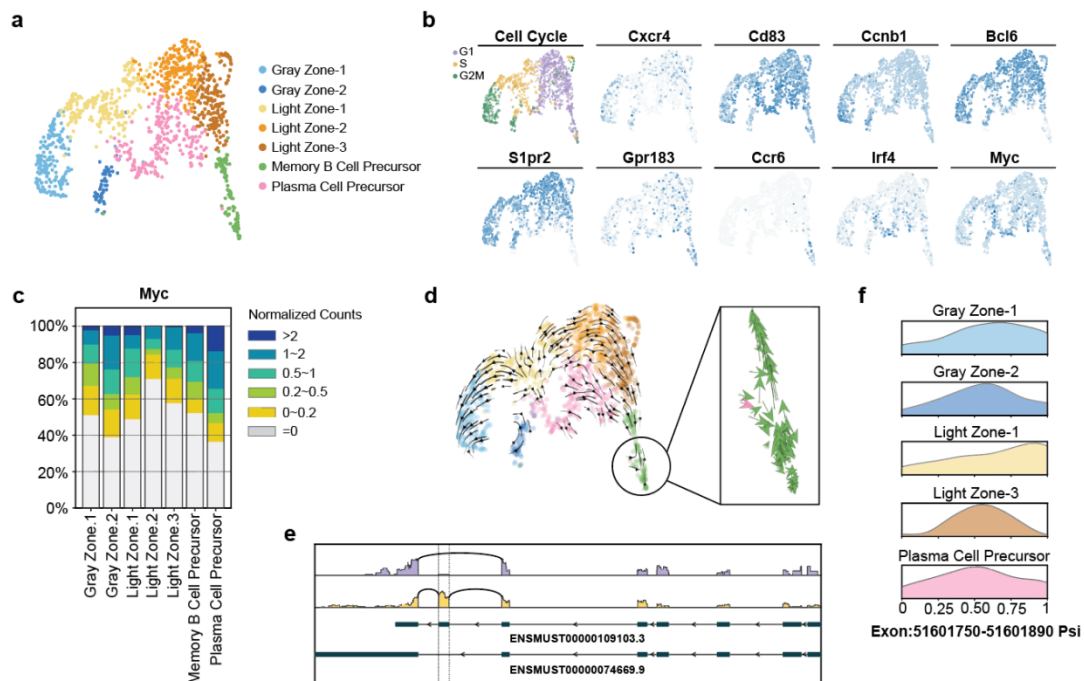 a
Gray Zone-1
Gray Zone-2
Light Zone-1
Light Zone-2
Light Zone-3
Memory B Cell Precursor
Plasma Cell Precursor
b
Cell Cycle
Cxcr4
Cd83
Ccnb1
Bcl6
G1
S
G2M
S1pr2
Gpr183
Ccr6
Irf4
Myc
c
Myc
100%
80%
60%
40%
20%
0%
Gray Zone.1
Gray Zone.2
Light Zone.1
Light Zone.2
Light Zone.3
Memory B Cell Precursor
Plasma Cell Precursor
Normalized Counts
>2
1~2
0.5~1
0.2~0.5
0~0.2
=0
d
e
ENSMUST00000109103.3
ENSMUST00000074669.9
f
Gray Zone-1
Gray Zone-2
Light Zone-1
Light Zone-3
Plasma Cell Precursor
0 0.25 0.50 0.75 1
Exon:51601750-51601890 Psi